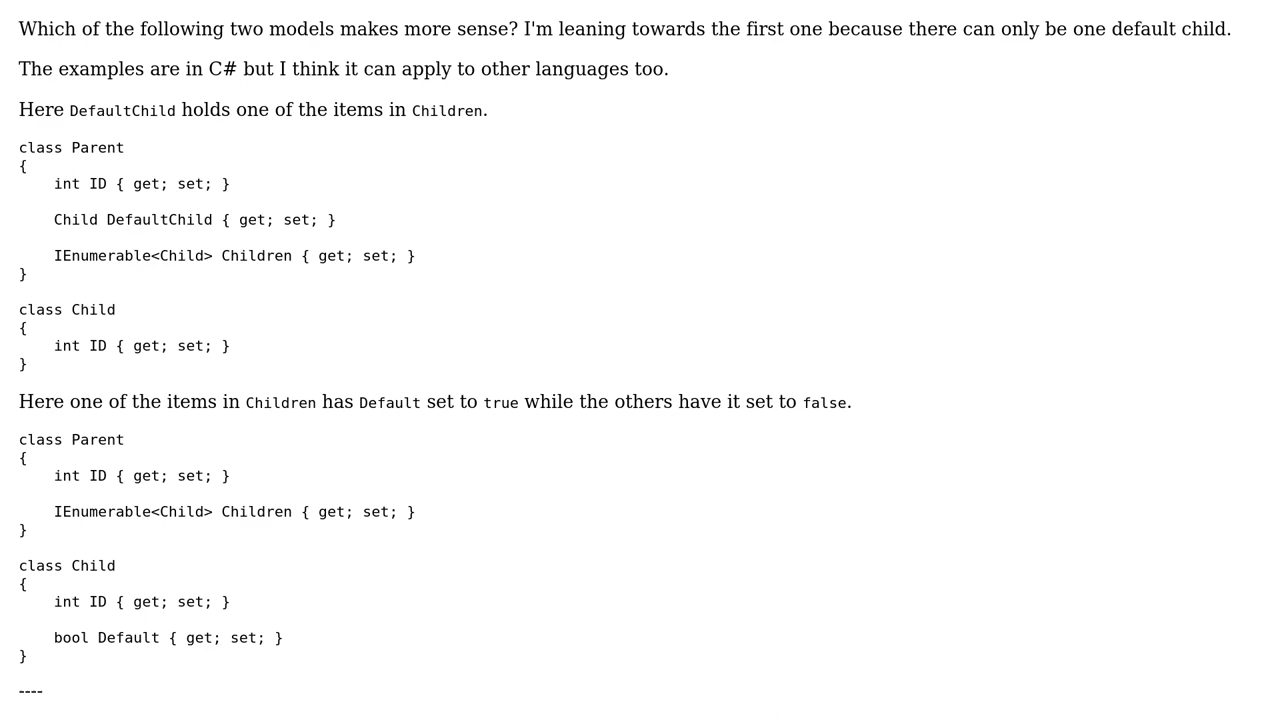 Which of the following two models makes more sense? I'm leaning towards the first one because there can only be one default child.
The examples are in C# but I think it can apply to other languages too.
Here DefaultChild holds one of the items in Children.
class Parent
{
    int ID { get; set; }
    Child DefaultChild { get; set; }
    IEnumerable<Child> Children { get; set; }
}
class Child
{
    int ID { get; set; }
}
Here one of the items in Children has Default set to true while the others have it set to false.
class Parent
{
    int ID { get; set; }
    IEnumerable<Child> Children { get; set; }
}
class Child
{
    int ID { get; set; }
    bool Default { get; set; }
}
----